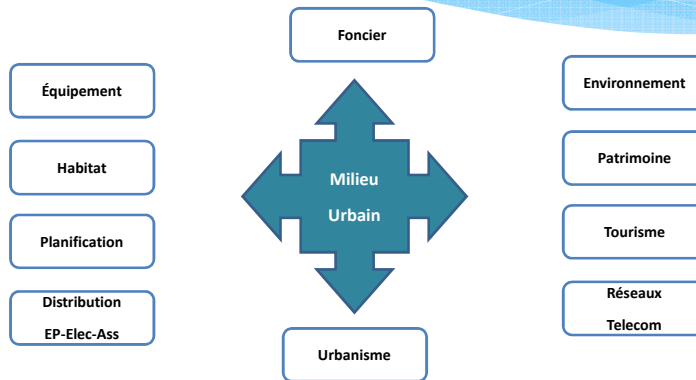 Foncier
Équipement
Habitat
Planification
Distribution
EP-Elec-Ass
Milieu
Urbain
Urbanisme
Environnement
Patrimoine
Tourisme
Réseaux
Telecom